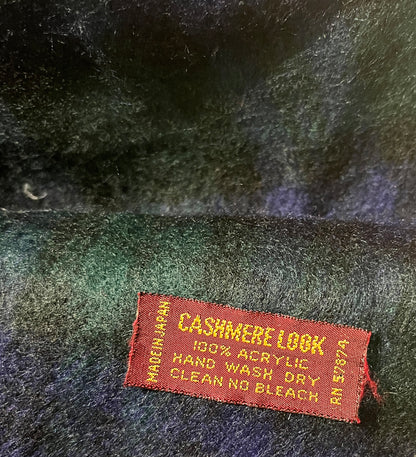 MADE IN JAPAN
CASHMERE LOOK
100% ACRYLIC
HAND WASH DRY
CLEAN NO BLEACH
RN 57874